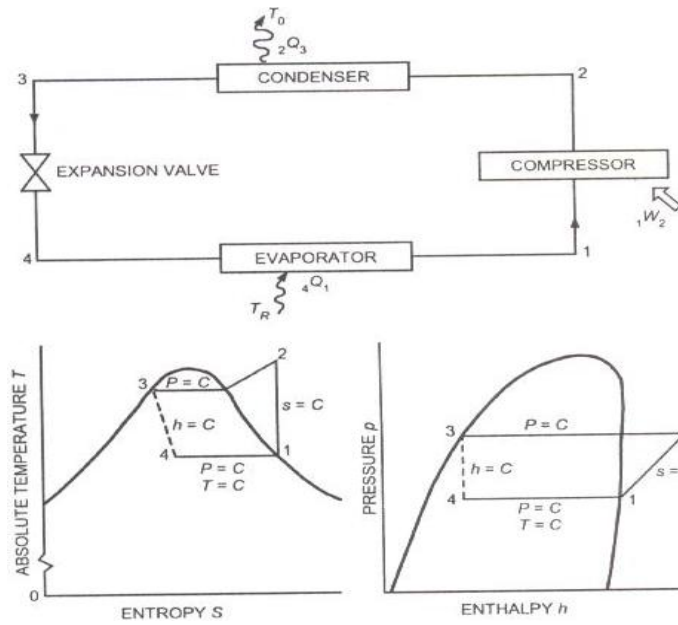 T₀
₂Q₃
3
CONDENSER
2
EXPANSION VALVE
COMPRESSOR
₁W₂
4
EVAPORATOR
1
₄Q₁
T_R
ABSOLUTE TEMPERATURE T
2
3
P = C
h = C
s = C
4
1
P = C
T = C
0
ENTROPY S
PRESSURE p
3
P = C
h = C
s =
4
1
P = C
T = C
ENTHALPY h